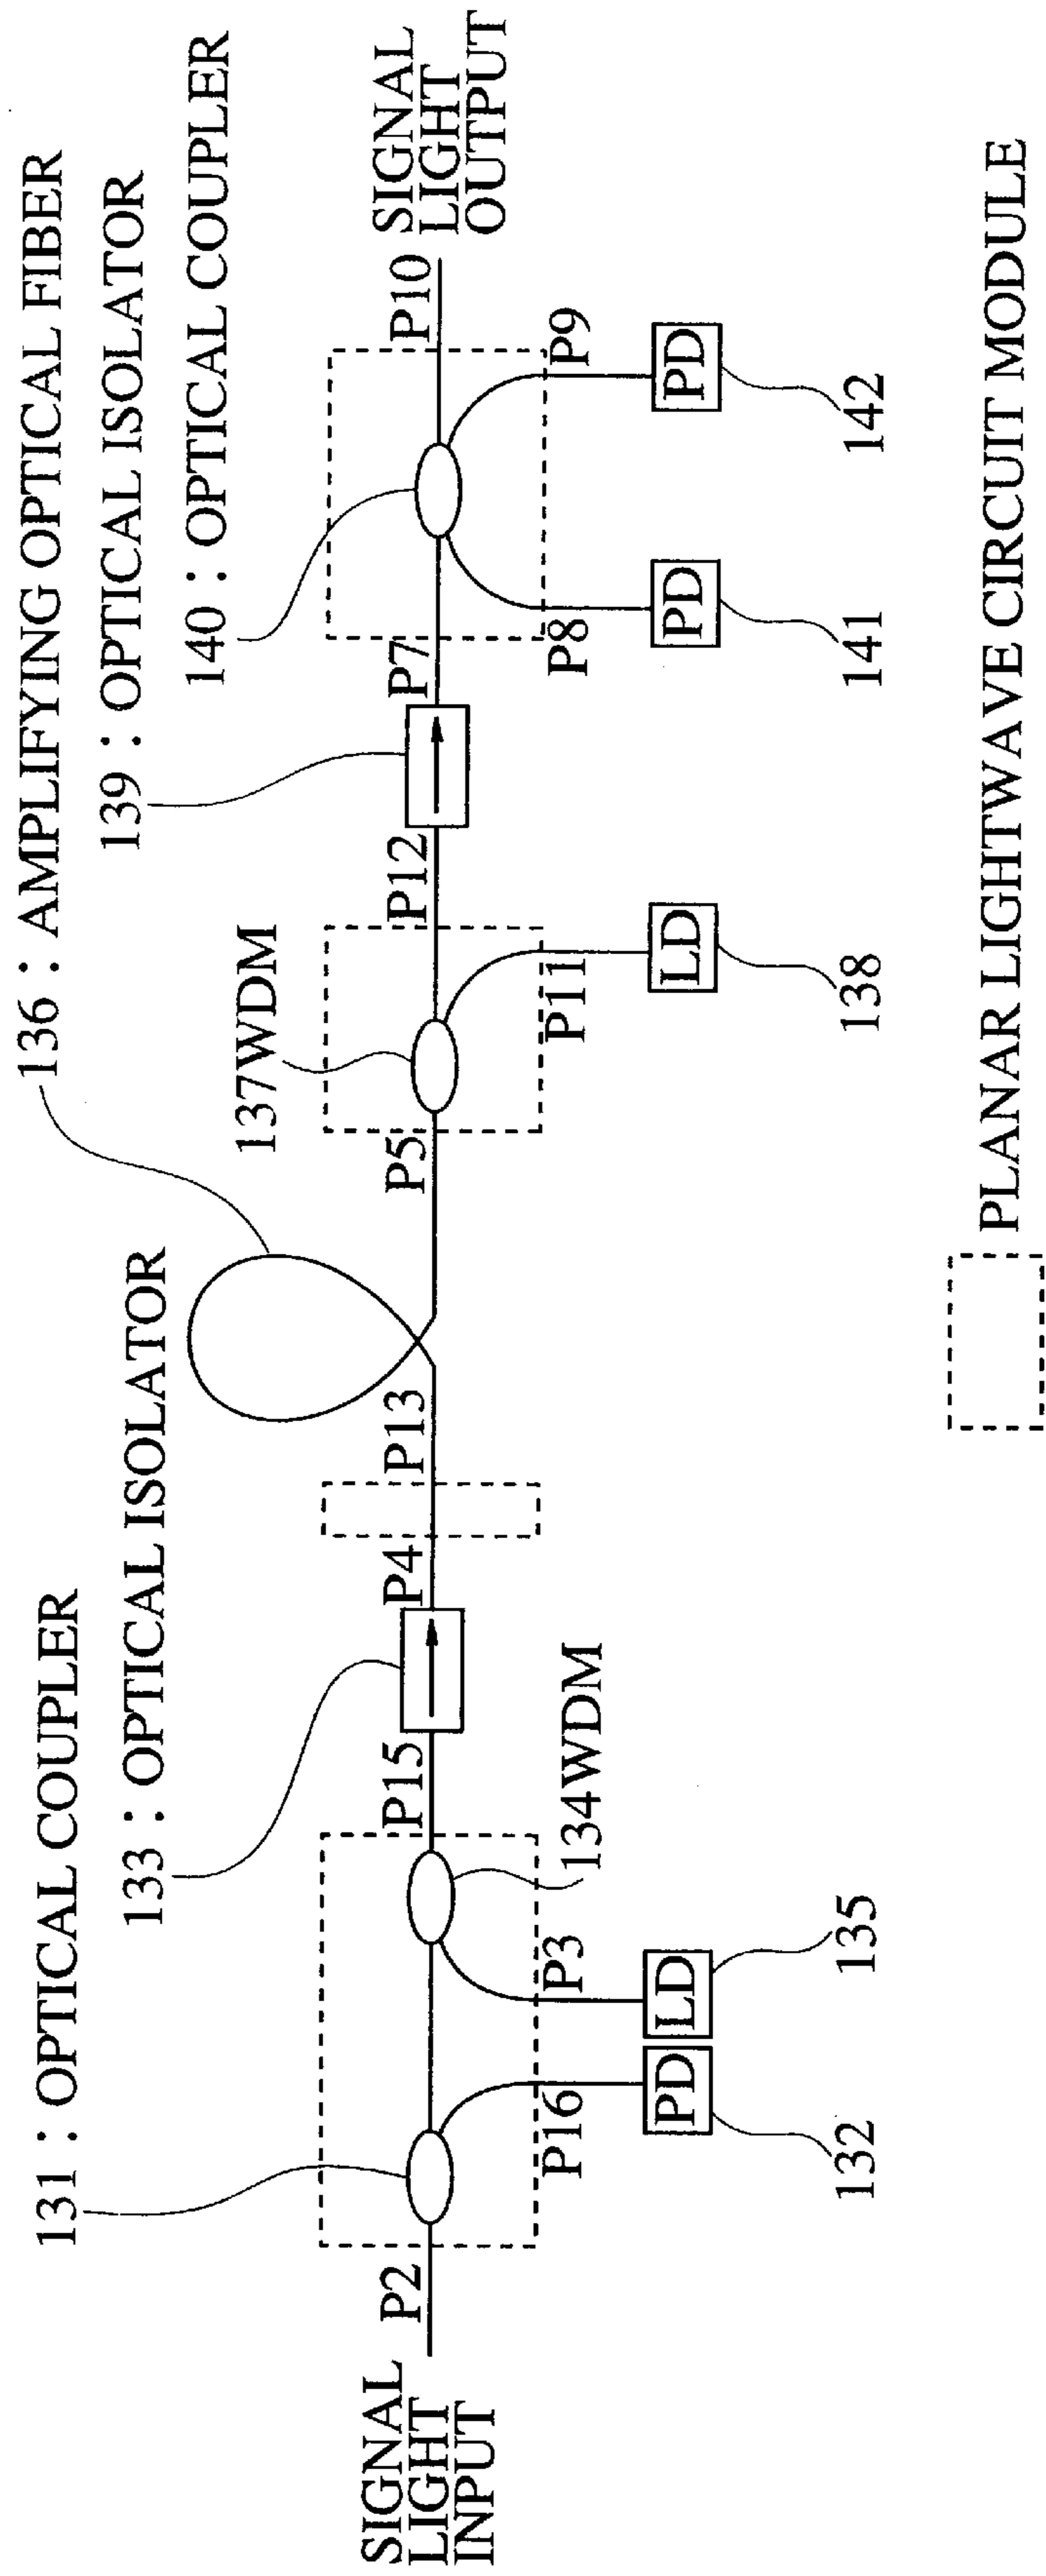 136 : AMPLIFYING OPTICAL FIBER
139 : OPTICAL ISOLATOR
140 : OPTICAL COUPLER
131 : OPTICAL COUPLER
133 : OPTICAL ISOLATOR
137WDM
SIGNAL
LIGHT
INPUT
P2
P15
P4
P13
P5
P12
P7
P10
SIGNAL
LIGHT
OUTPUT
P16
P3
134WDM
P11
P8
P9
PD
LD
LD
PD
PD
132
135
138
141
142
PLANAR LIGHTWAVE CIRCUIT MODULE